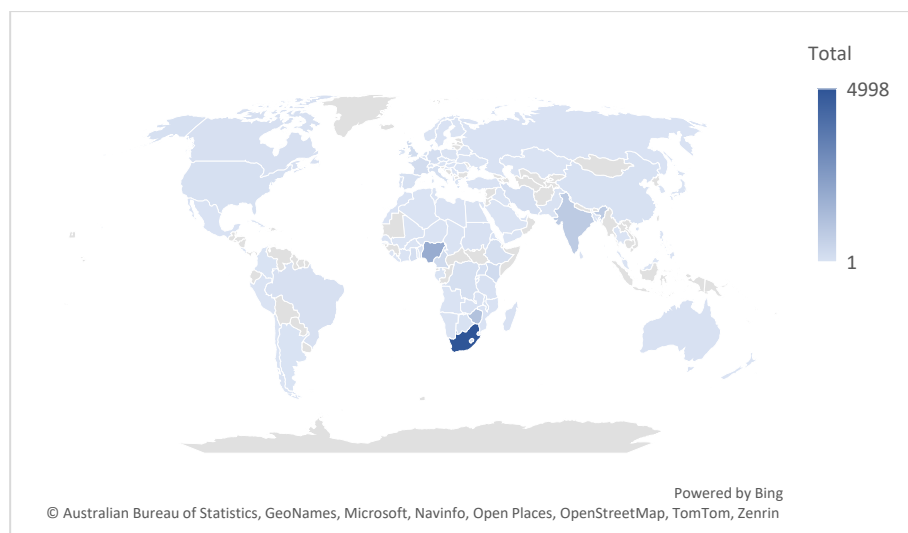 Total
4998
1
Powered by Bing
© Australian Bureau of Statistics, GeoNames, Microsoft, Navinfo, Open Places, OpenStreetMap, TomTom, Zenrin